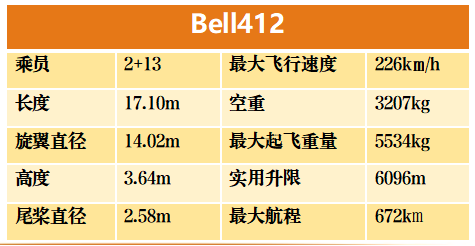 Bell412
乘员 2+13 最大飞行速度 226km/h
长度 17.10m 空重 3207kg
旋翼直径 14.02m 最大起飞重量 5534kg
高度 3.64m 实用升限 6096m
尾桨直径 2.58m 最大航程 672km